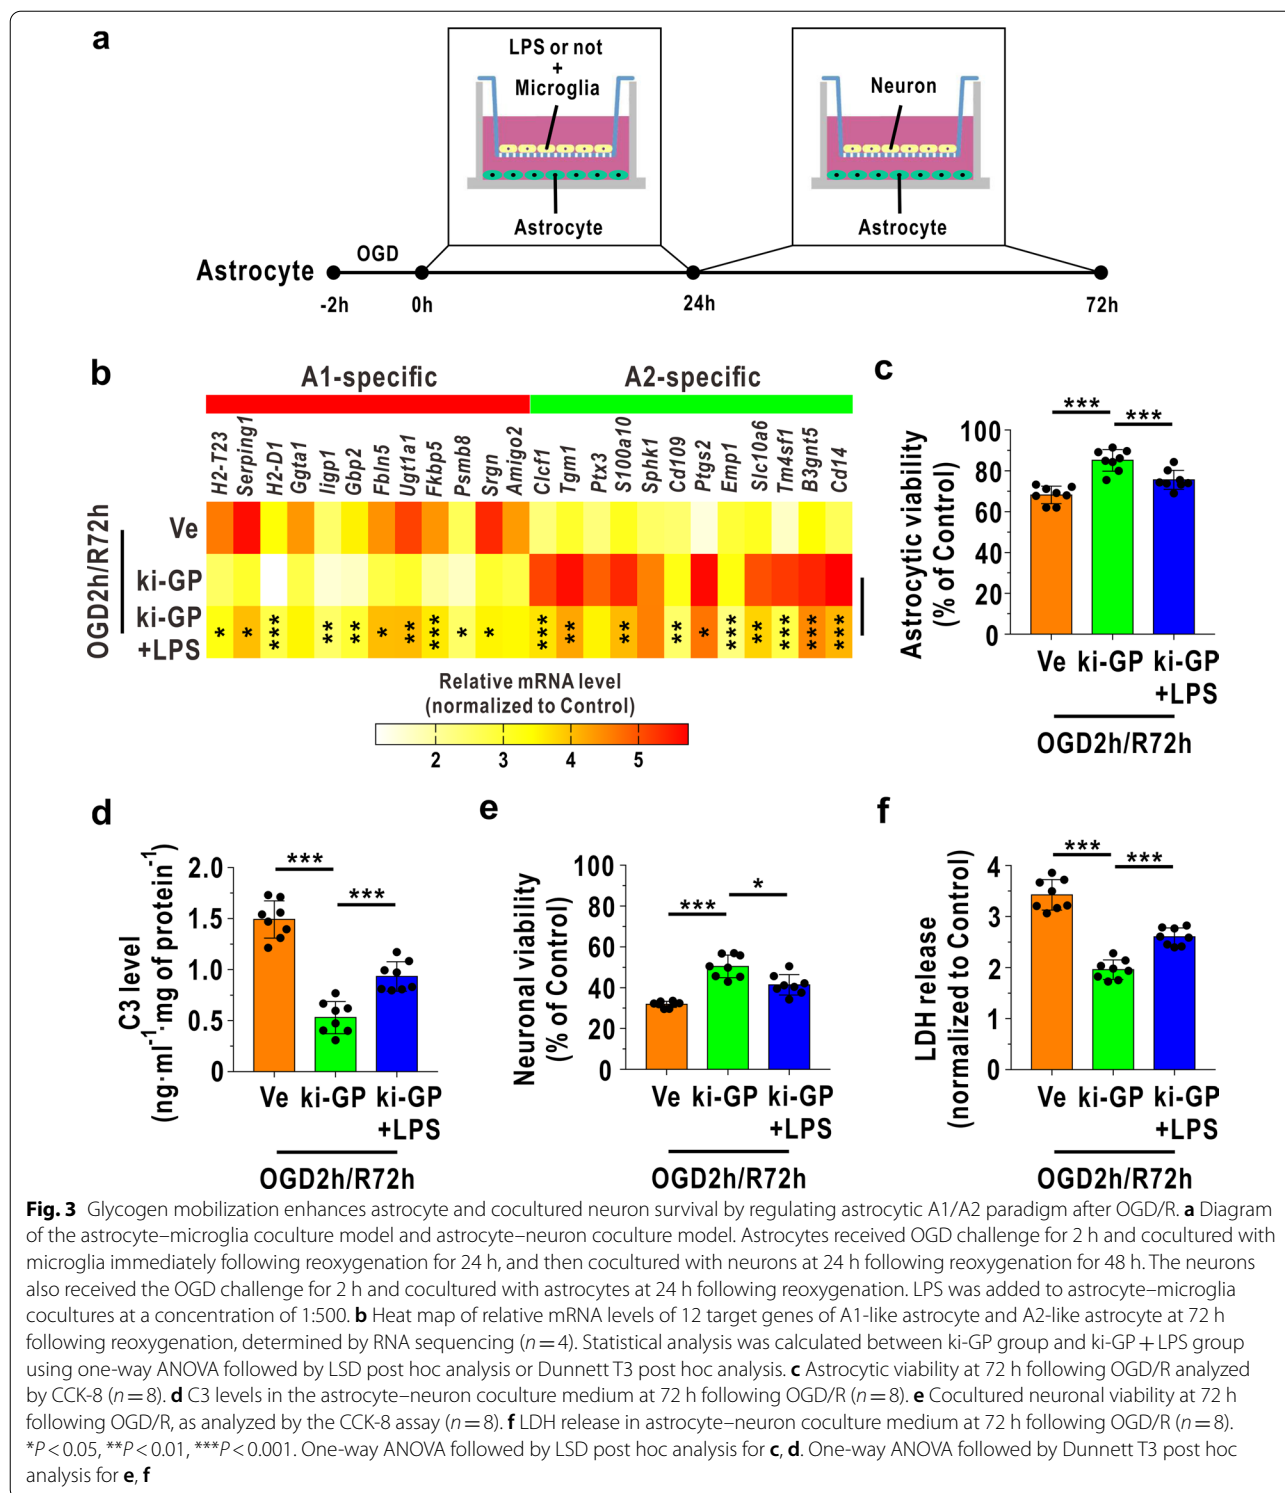 a
LPS or not
+
Microglia
Astrocyte
Neuron
Astrocyte
OGD
Astrocyte
-2h
0h
24h
72h
b
A1-specific
A2-specific
H2-T23
Serping1
H2-D1
Ggta1
Iigp1
Gbp2
Fbln5
Ugt1a1
Fkbp5
Psmb8
Srgn
Amigo2
Clcf1
Tgm1
Ptx3
S100a10
Sphk1
Cd109
Ptgs2
Emp1
Slc10a6
Tm4sf1
B3gnt5
Cd14
OGD2h/R72h
Ve
ki-GP
ki-GP
+LPS
* * *** ** ** * ** *** * * *** ** ** ** * *** ** *** *** ***
Relative mRNA level
(normalized to Control)
2 3 4 5
c
Astrocytic viability
(% of Control)
100
80
60
40
20
0
*** ***
Ve ki-GP ki-GP
+LPS
OGD2h/R72h
d
C3 level
(ng·ml⁻¹·mg of protein⁻¹)
2.0
1.5
1.0
0.5
0
***
***
Ve ki-GP ki-GP
+LPS
OGD2h/R72h
e
Neuronal viability
(% of Control)
100
80
60
40
20
0
*
***
Ve ki-GP ki-GP
+LPS
OGD2h/R72h
f
LDH release
(normalized to Control)
4
3
2
1
0
*** ***
Ve ki-GP ki-GP
+LPS
OGD2h/R72h
Fig. 3 Glycogen mobilization enhances astrocyte and cocultured neuron survival by regulating astrocytic A1/A2 paradigm after OGD/R. a Diagram
of the astrocyte–microglia coculture model and astrocyte–neuron coculture model. Astrocytes received OGD challenge for 2 h and cocultured with
microglia immediately following reoxygenation for 24 h, and then cocultured with neurons at 24 h following reoxygenation for 48 h. The neurons
also received the OGD challenge for 2 h and cocultured with astrocytes at 24 h following reoxygenation. LPS was added to astrocyte–microglia
cocultures at a concentration of 1:500. b Heat map of relative mRNA levels of 12 target genes of A1-like astrocyte and A2-like astrocyte at 72 h
following reoxygenation, determined by RNA sequencing (n = 4). Statistical analysis was calculated between ki-GP group and ki-GP + LPS group
using one-way ANOVA followed by LSD post hoc analysis or Dunnett T3 post hoc analysis. c Astrocytic viability at 72 h following OGD/R analyzed
by CCK-8 (n = 8). d C3 levels in the astrocyte–neuron coculture medium at 72 h following OGD/R (n = 8). e Cocultured neuronal viability at 72 h
following OGD/R, as analyzed by the CCK-8 assay (n = 8). f LDH release in astrocyte–neuron coculture medium at 72 h following OGD/R (n = 8).
*P < 0.05, **P < 0.01, ***P < 0.001. One-way ANOVA followed by LSD post hoc analysis for c, d. One-way ANOVA followed by Dunnett T3 post hoc
analysis for e, f